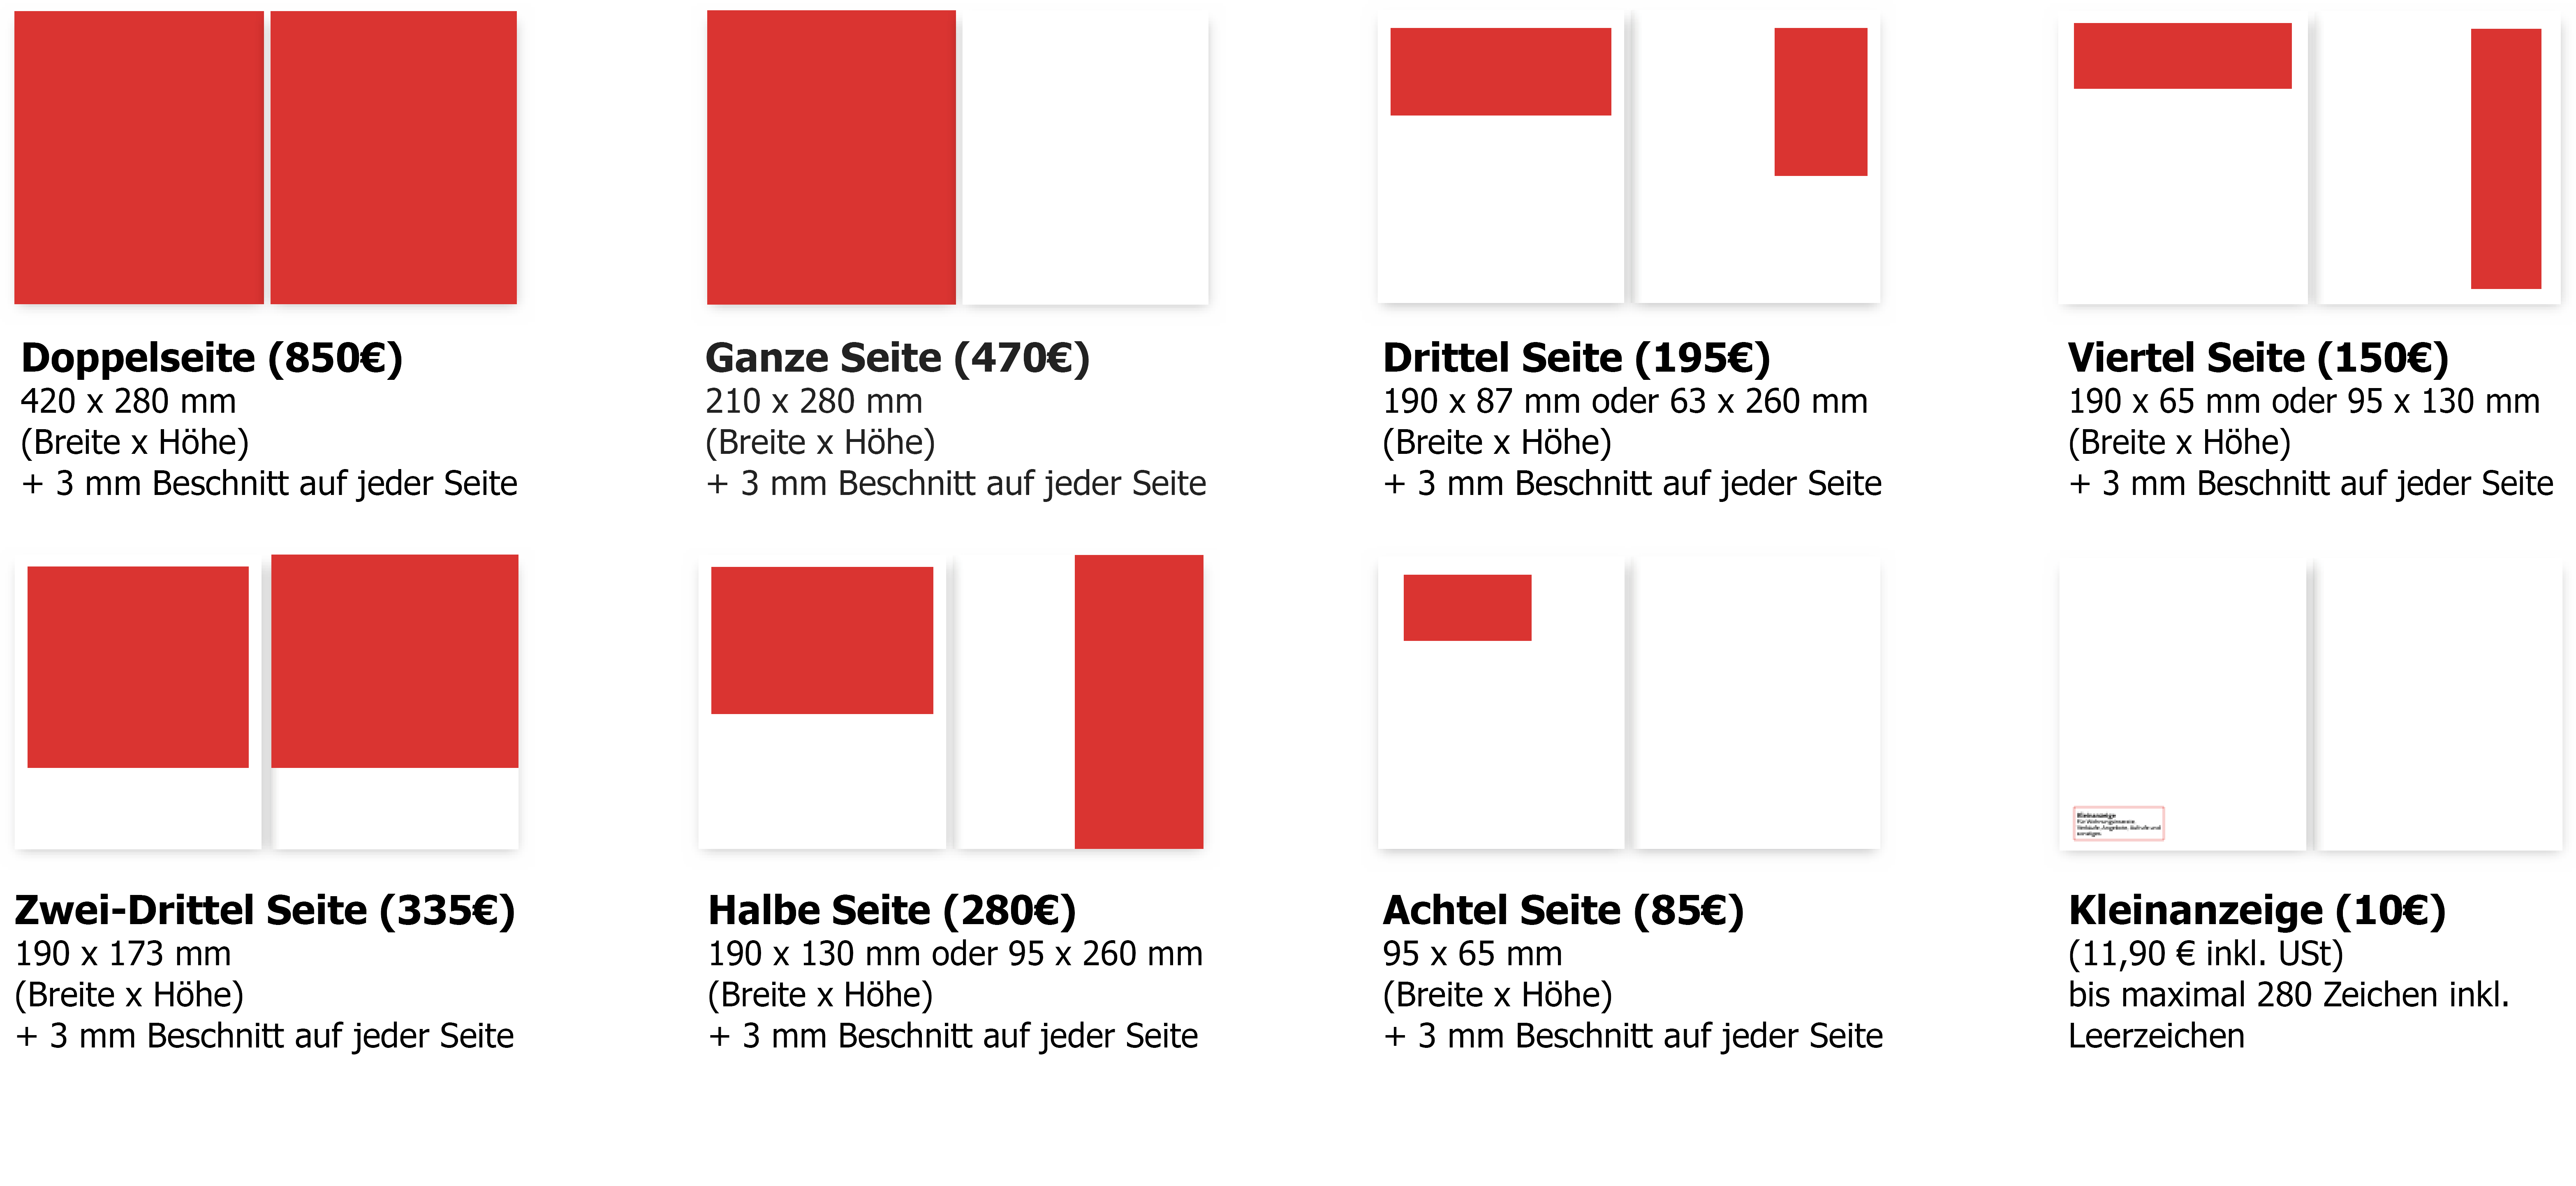 Doppelseite (850€)
420 x 280 mm
(Breite x Höhe)
+ 3 mm Beschnitt auf jeder Seite
Ganze Seite (470€)
210 x 280 mm
(Breite x Höhe)
+ 3 mm Beschnitt auf jeder Seite
Drittel Seite (195€)
190 x 87 mm oder 63 x 260 mm
(Breite x Höhe)
+ 3 mm Beschnitt auf jeder Seite
Viertel Seite (150€)
190 x 65 mm oder 95 x 130 mm
(Breite x Höhe)
+ 3 mm Beschnitt auf jeder Seite
Zwei-Drittel Seite (335€)
190 x 173 mm
(Breite x Höhe)
+ 3 mm Beschnitt auf jeder Seite
Halbe Seite (280€)
190 x 130 mm oder 95 x 260 mm
(Breite x Höhe)
+ 3 mm Beschnitt auf jeder Seite
Achtel Seite (85€)
95 x 65 mm
(Breite x Höhe)
+ 3 mm Beschnitt auf jeder Seite
Kleinanzeige
Kleinanzeige (10€)
(11,90 € inkl. USt)
bis maximal 280 Zeichen inkl.
Leerzeichen